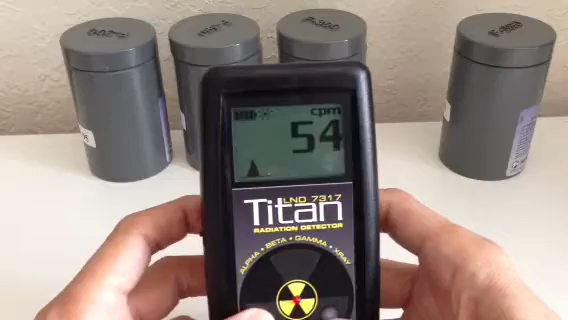 cpm
54
LND 7317
Titan
RADIATION DETECTOR
ALPHA • BETA • GAMMA • XRAY